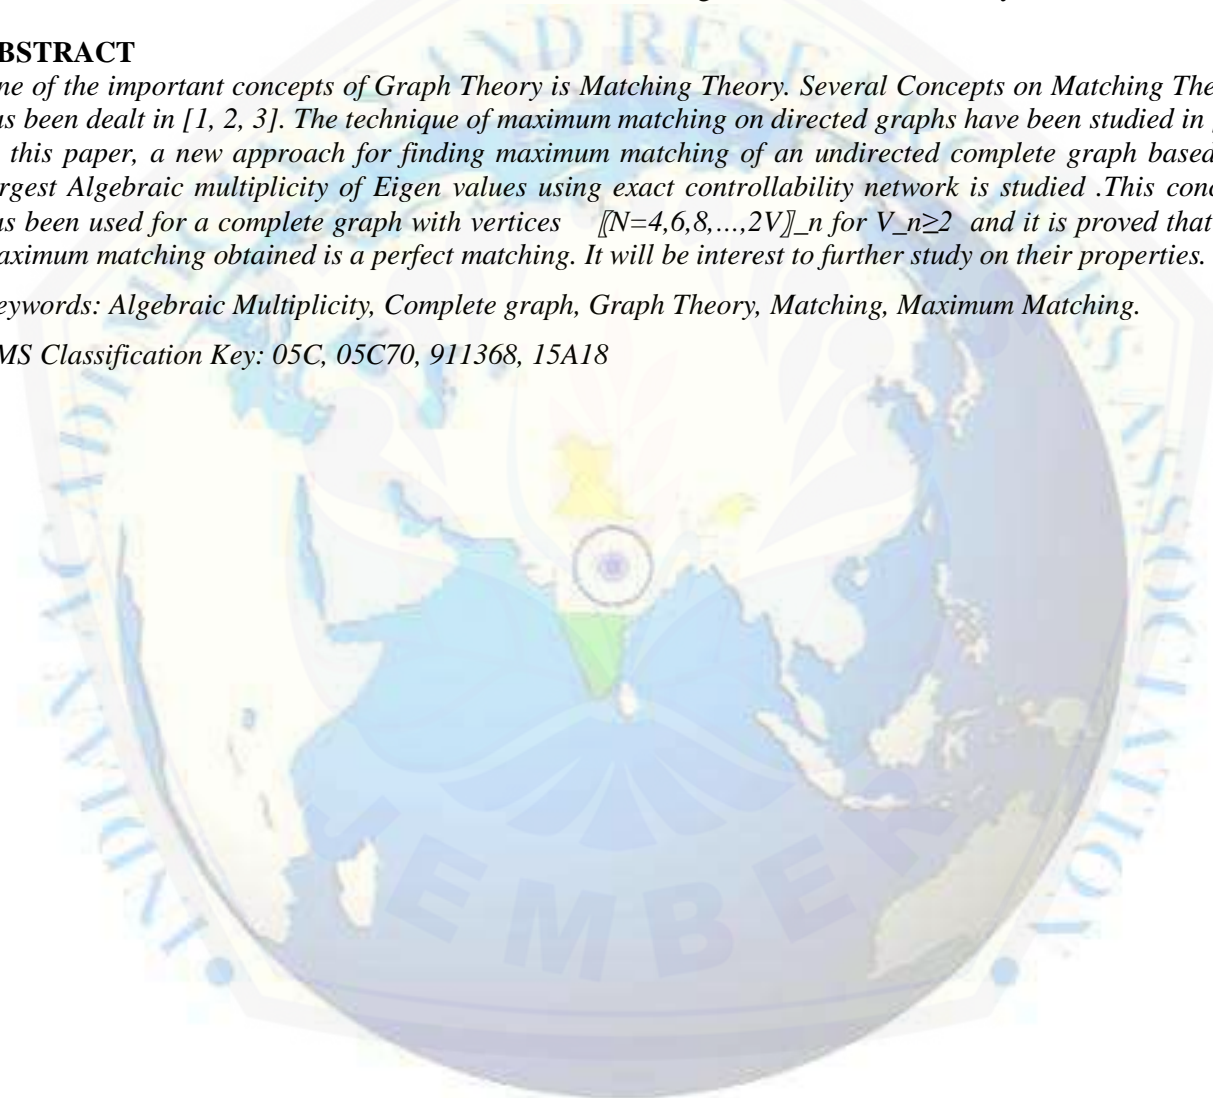 BSTRACT
ne of the important concepts of Graph Theory is Matching Theory. Several Concepts on Matching The
as been dealt in [1, 2, 3]. The technique of maximum matching on directed graphs have been studied in
this paper, a new approach for finding maximum matching of an undirected complete graph based
rgest Algebraic multiplicity of Eigen values using exact controllability network is studied .This conc
as been used for a complete graph with vertices 〖N=4,6,8,…,2V〗_n for V_n≥2 and it is proved that
aximum matching obtained is a perfect matching. It will be interest to further study on their properties.
eywords: Algebraic Multiplicity, Complete graph, Graph Theory, Matching, Maximum Matching.
MS Classification Key: 05C, 05C70, 911368, 15A18
INDIAN ACADEMICIANS AND RESEARCHERS ASSOCIATION
MEMBER